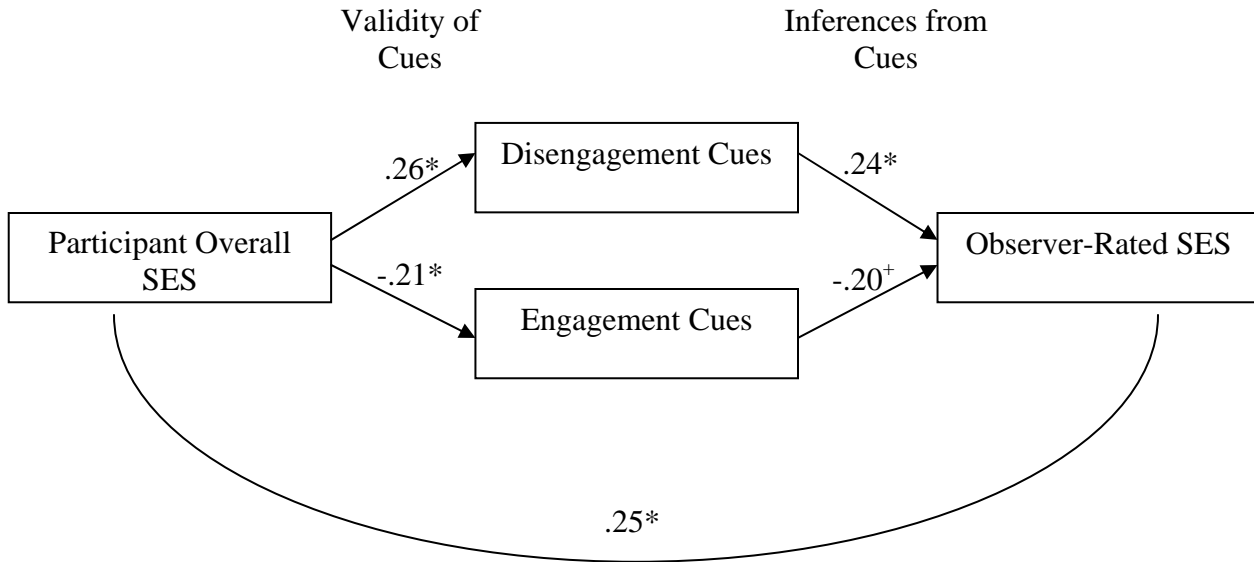 Validity of
Cues
Inferences from
Cues
Disengagement Cues
.26*
.24*
Participant Overall
SES
Observer-Rated SES
-.21*
-.20⁺
Engagement Cues
.25*